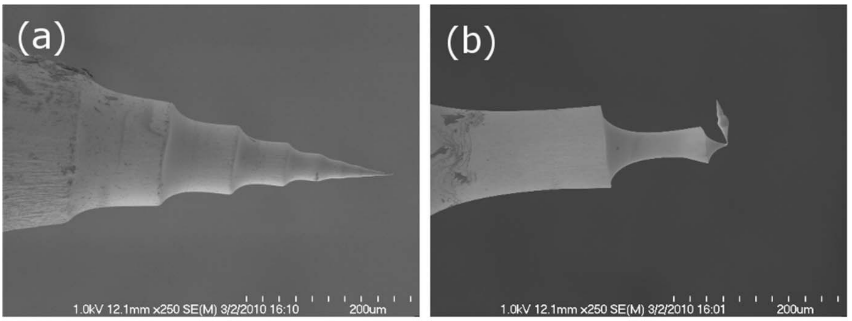 (a)
(b)
1.0kV 12.1mm x250 SE(M) 3/2/2010 16:10 200um
1.0kV 12.1mm x250 SE(M) 3/2/2010 16:01 200um